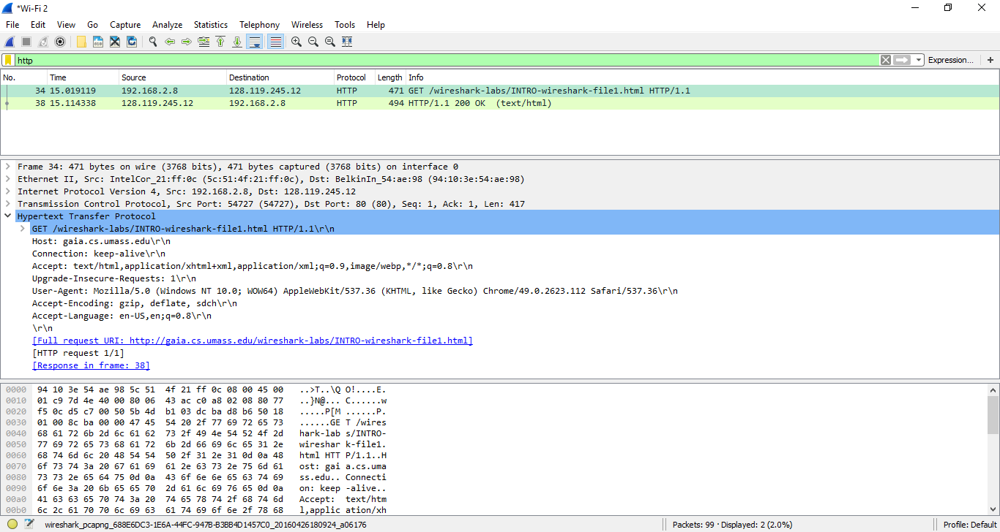 *Wi-Fi 2
File Edit View Go Capture Analyze Statistics Telephony Wireless Tools Help
http Expression... +
No. Time Source Destination Protocol Length Info
34 15.019119 192.168.2.8 128.119.245.12 HTTP 471 GET /wireshark-labs/INTRO-wireshark-file1.html HTTP/1.1
38 15.114338 128.119.245.12 192.168.2.8 HTTP 494 HTTP/1.1 200 OK (text/html)
Frame 34: 471 bytes on wire (3768 bits), 471 bytes captured (3768 bits) on interface 0
Ethernet II, Src: IntelCor_21:ff:0c (5c:51:4f:21:ff:0c), Dst: BelkinIn_54:ae:98 (94:10:3e:54:ae:98)
Internet Protocol Version 4, Src: 192.168.2.8, Dst: 128.119.245.12
Transmission Control Protocol, Src Port: 54727 (54727), Dst Port: 80 (80), Seq: 1, Ack: 1, Len: 417
Hypertext Transfer Protocol
GET /wireshark-labs/INTRO-wireshark-file1.html HTTP/1.1\r\n
Host: gaia.cs.umass.edu\r\n
Connection: keep-alive\r\n
Accept: text/html,application/xhtml+xml,application/xml;q=0.9,image/webp,*/*;q=0.8\r\n
Upgrade-Insecure-Requests: 1\r\n
User-Agent: Mozilla/5.0 (Windows NT 10.0; WOW64) AppleWebKit/537.36 (KHTML, like Gecko) Chrome/49.0.2623.112 Safari/537.36\r\n
Accept-Encoding: gzip, deflate, sdch\r\n
Accept-Language: en-US,en;q=0.8\r\n
\r\n
[Full request URI: http://gaia.cs.umass.edu/wireshark-labs/INTRO-wireshark-file1.html]
[HTTP request 1/1]
[Response in frame: 38]
0000 94 10 3e 54 ae 98 5c 51 4f 21 ff 0c 08 00 45 00 ..>T..\Q O!....E.
0010 01 c9 7d 4e 40 00 80 06 43 ac c0 a8 02 08 80 77 ..}N@... C......w
0020 f5 0c d5 c7 00 50 5b 4d b1 03 dc ba d8 b6 50 18 .....P[M ......P.
0030 01 00 8c ba 00 00 47 45 54 20 2f 77 69 72 65 73 ......GE T /wires
0040 68 61 72 6b 2d 6c 61 62 73 2f 49 4e 54 52 4f 2d hark-lab s/INTRO-
0050 77 69 72 65 73 68 61 72 6b 2d 66 69 6c 65 31 2e wireshar k-file1.
0060 68 74 6d 6c 20 48 54 54 50 2f 31 2e 31 0d 0a 48 html HTT P/1.1..H
0070 6f 73 74 3a 20 67 61 69 61 2e 63 73 2e 75 6d 61 ost: gai a.cs.uma
0080 73 73 2e 65 64 75 0d 0a 43 6f 6e 6e 65 63 74 69 ss.edu.. Connecti
0090 6f 6e 3a 20 6b 65 65 70 2d 61 6c 69 76 65 0d 0a on: keep -alive..
00a0 41 63 63 65 70 74 3a 20 74 65 78 74 2f 68 74 6d Accept: text/htm
00b0 6c 2c 61 70 70 6c 69 63 61 74 69 6f 6e 2f 78 68 l,applic ation/xh
wireshark_pcapng_688E6DC3-1E6A-44FC-947B-B3BB4D1457C0_20160426180924_a06176 Packets: 99 · Displayed: 2 (2.0%) Profile: Default